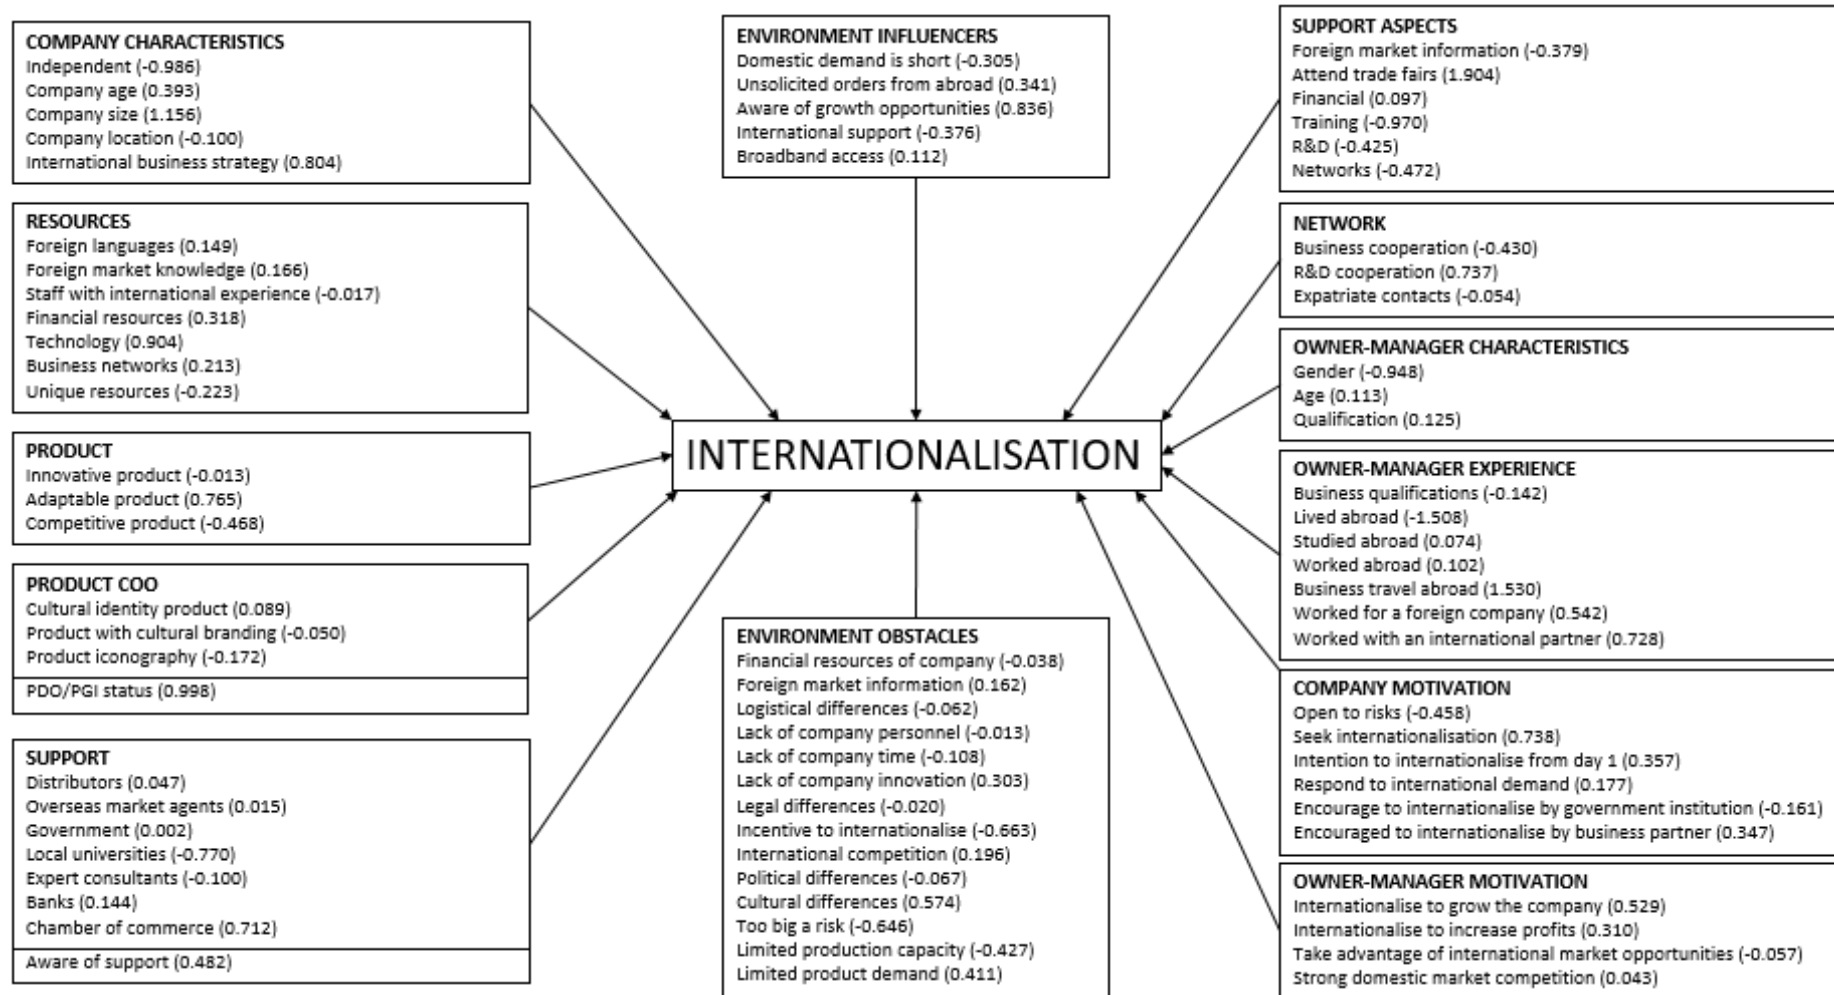 COMPANY CHARACTERISTICS
Independent (-0.986)
Company age (0.393)
Company size (1.156)
Company location (-0.100)
International business strategy (0.804)
RESOURCES
Foreign languages (0.149)
Foreign market knowledge (0.166)
Staff with international experience (-0.017)
Financial resources (0.318)
Technology (0.904)
Business networks (0.213)
Unique resources (-0.223)
PRODUCT
Innovative product (-0.013)
Adaptable product (0.765)
Competitive product (-0.468)
PRODUCT COO
Cultural identity product (0.089)
Product with cultural branding (-0.050)
Product iconography (-0.172)
PDO/PGI status (0.998)
SUPPORT
Distributors (0.047)
Overseas market agents (0.015)
Government (0.002)
Local universities (-0.770)
Expert consultants (-0.100)
Banks (0.144)
Chamber of commerce (0.712)
Aware of support (0.482)
ENVIRONMENT INFLUENCERS
Domestic demand is short (-0.305)
Unsolicited orders from abroad (0.341)
Aware of growth opportunities (0.836)
International support (-0.376)
Broadband access (0.112)
INTERNATIONALISATION
ENVIRONMENT OBSTACLES
Financial resources of company (-0.038)
Foreign market information (0.162)
Logistical differences (-0.062)
Lack of company personnel (-0.013)
Lack of company time (-0.108)
Lack of company innovation (0.303)
Legal differences (-0.020)
Incentive to internationalise (-0.663)
International competition (0.196)
Political differences (-0.067)
Cultural differences (0.574)
Too big a risk (-0.646)
Limited production capacity (-0.427)
Limited product demand (0.411)
SUPPORT ASPECTS
Foreign market information (-0.379)
Attend trade fairs (1.904)
Financial (0.097)
Training (-0.970)
R&D (-0.425)
Networks (-0.472)
NETWORK
Business cooperation (-0.430)
R&D cooperation (0.737)
Expatriate contacts (-0.054)
OWNER-MANAGER CHARACTERISTICS
Gender (-0.948)
Age (0.113)
Qualification (0.125)
OWNER-MANAGER EXPERIENCE
Business qualifications (-0.142)
Lived abroad (-1.508)
Studied abroad (0.074)
Worked abroad (0.102)
Business travel abroad (1.530)
Worked for a foreign company (0.542)
Worked with an international partner (0.728)
COMPANY MOTIVATION
Open to risks (-0.458)
Seek internationalisation (0.738)
Intention to internationalise from day 1 (0.357)
Respond to international demand (0.177)
Encourage to internationalise by government institution (-0.161)
Encouraged to internationalise by business partner (0.347)
OWNER-MANAGER MOTIVATION
Internationalise to grow the company (0.529)
Internationalise to increase profits (0.310)
Take advantage of international market opportunities (-0.057)
Strong domestic market competition (0.043)